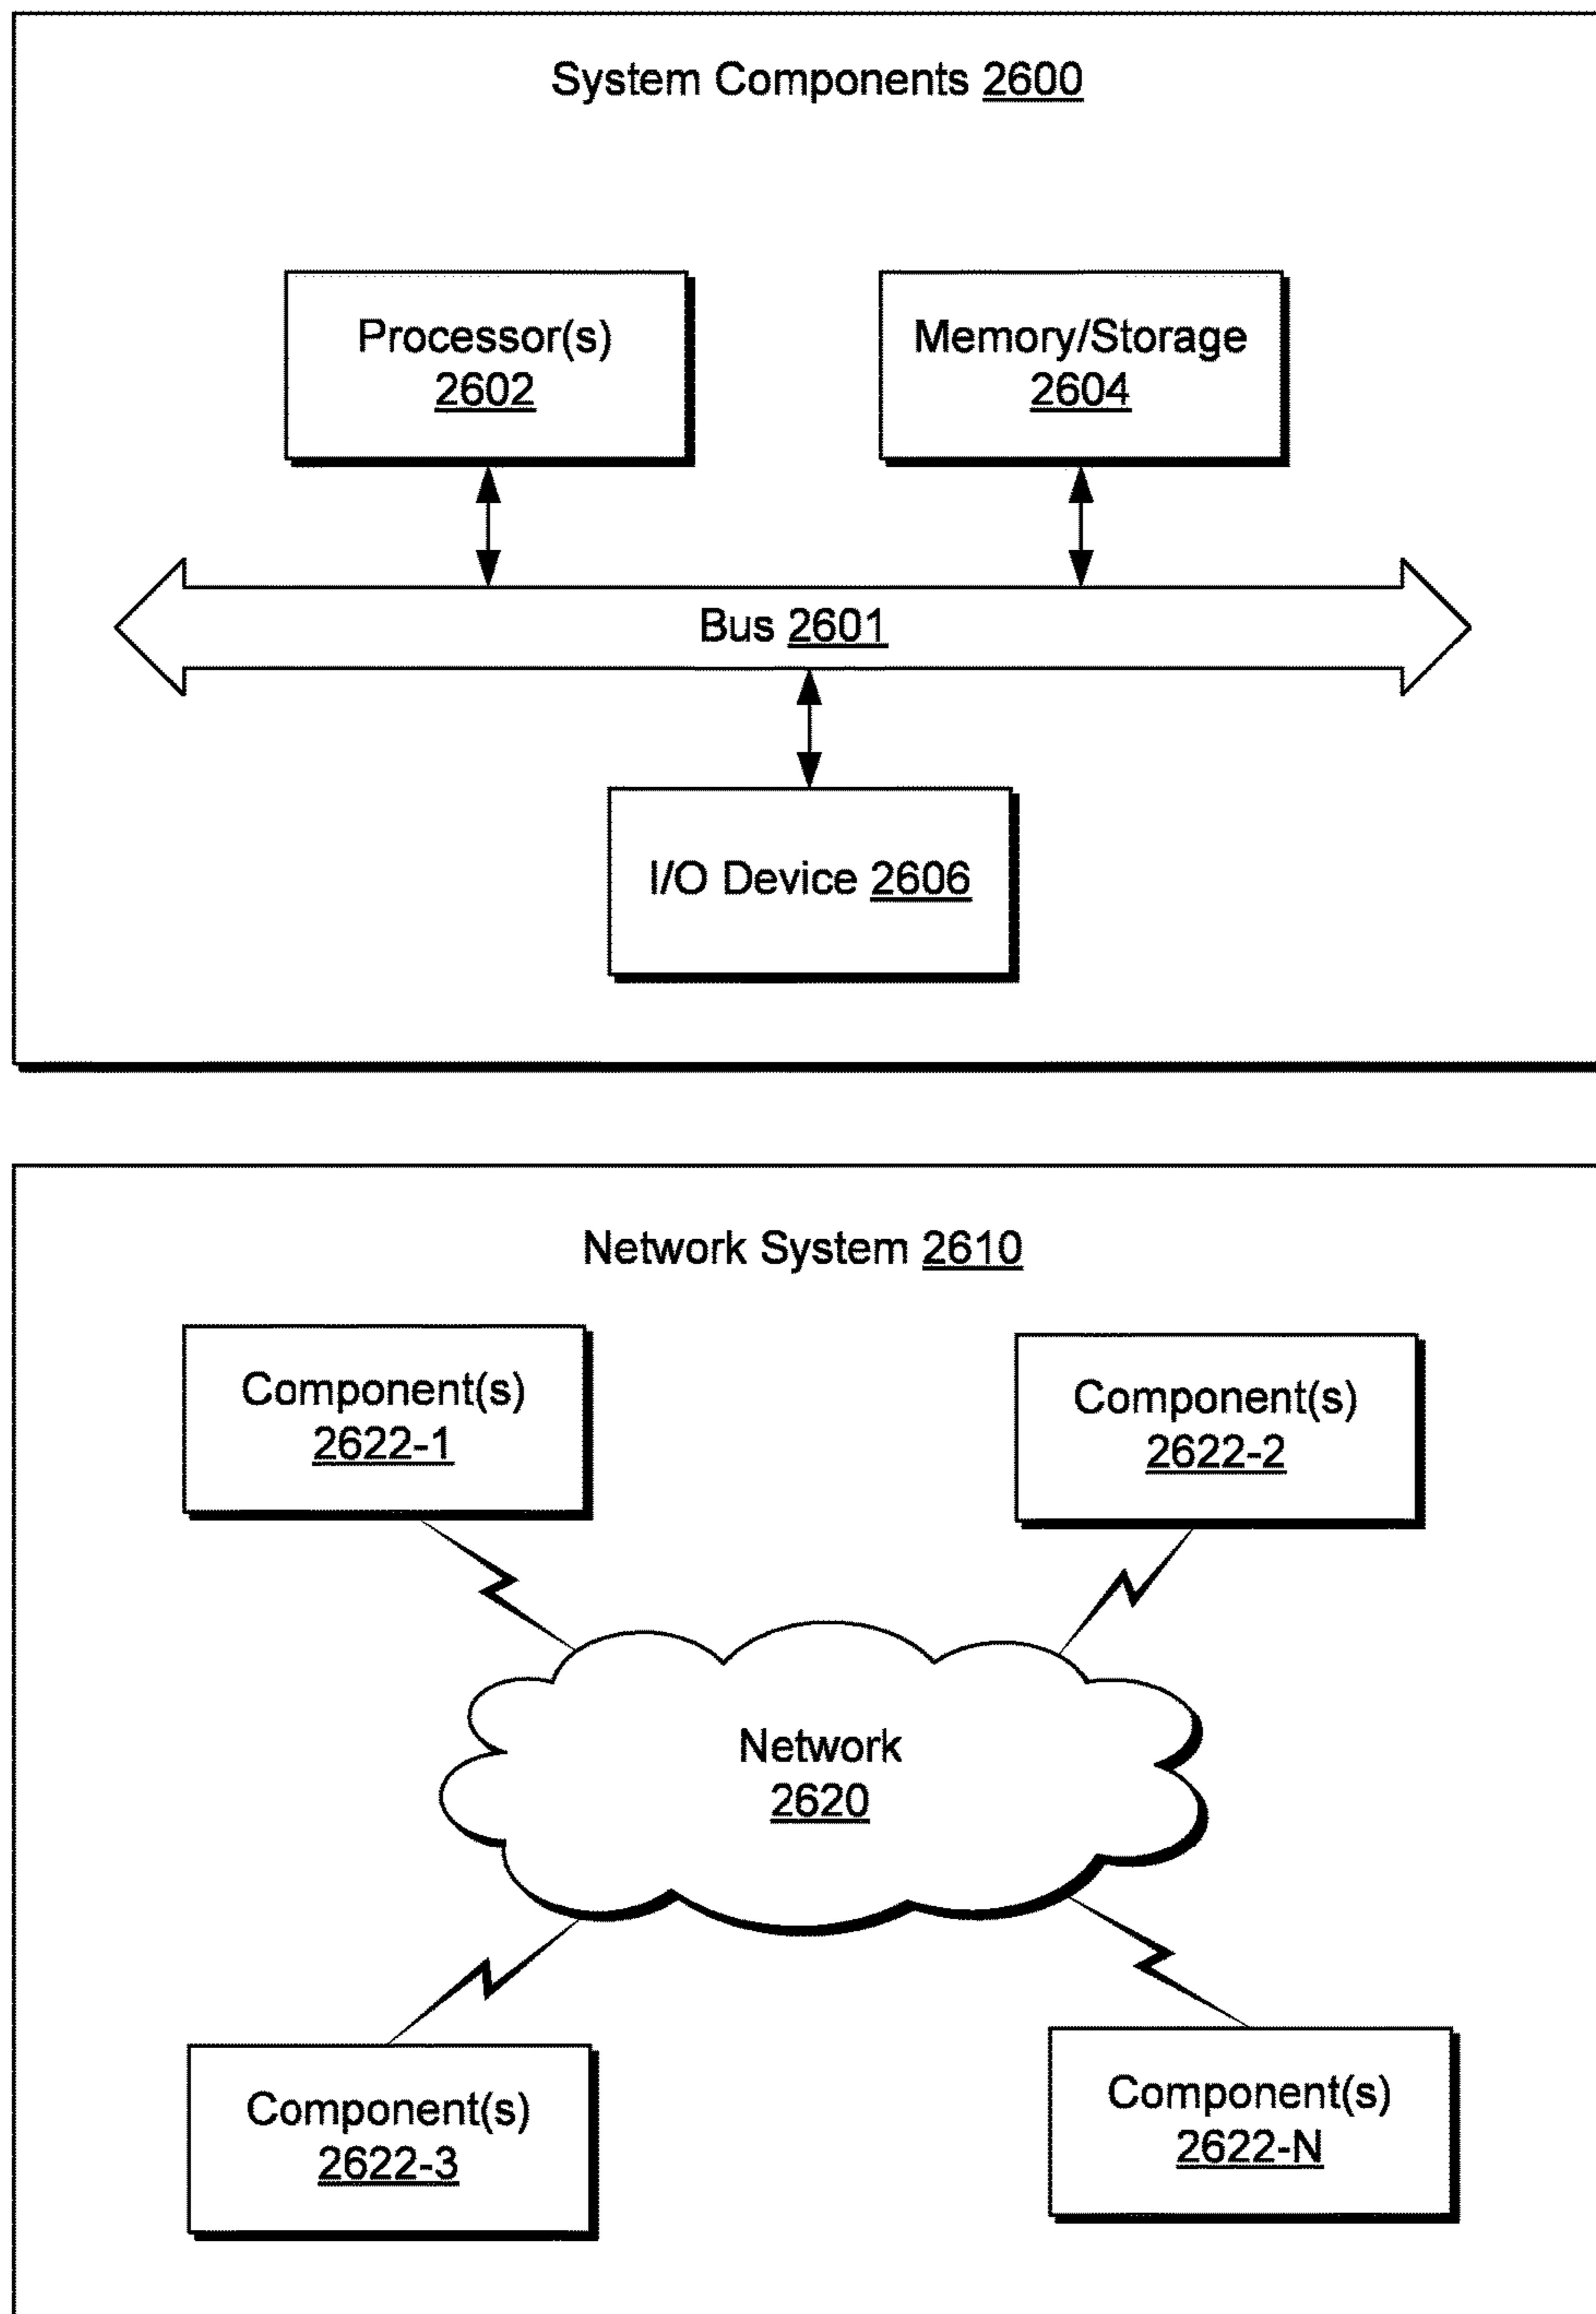 System Components 2600
Processor(s)
2602
Memory/Storage
2604
Bus 2601
I/O Device 2606
Network System 2610
Component(s)
2622-1
Component(s)
2622-2
Network
2620
Component(s)
2622-3
Component(s)
2622-N